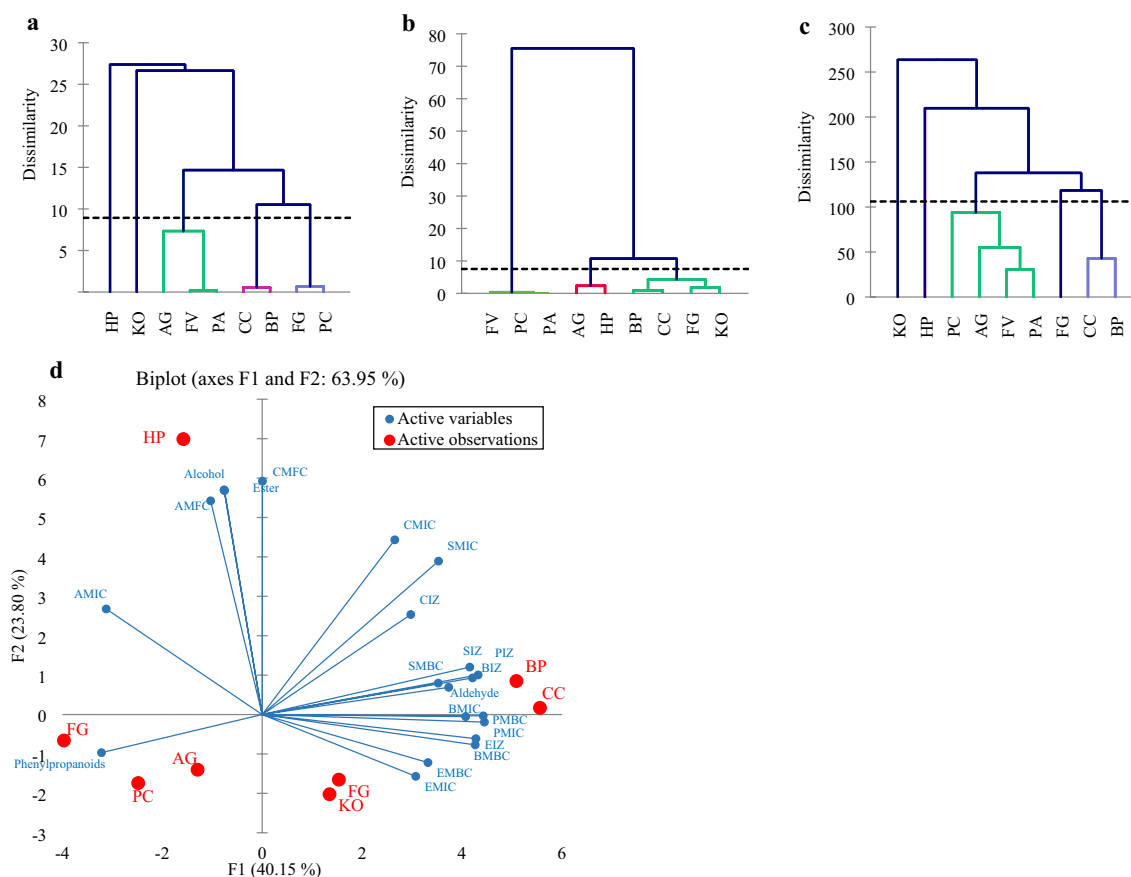 a
30
25
20
15
10
5
Dissimilarity
HP KO AG FV PA CC BP FG PC
b
80
70
60
50
40
30
20
10
0
Dissimilarity
FV PC PA AG HP BP CC FG KO
c
300
250
200
150
100
50
0
Dissimilarity
KO HP PC AG FV PA FG CC BP
d
Biplot (axes F1 and F2: 63.95 %)
Active variables
Active observations
8
7
6
5
4
3
2
1
0
-1
-2
-3
F2 (23.80 %)
HP
Alcohol
CMFC
Ester
AMFC
CMIC
SMIC
AMIC
CIZ
SIZ
PIZ
SMBC
BIZ
BP
Aldehyde
CC
BMIC
PMBC
FG
PMIC
EIZ
BMBC
Phenylpropanoids
AG
EMBC
PC
EMIC
FG
KO
-4 -2 0 2 4 6
F1 (40.15 %)